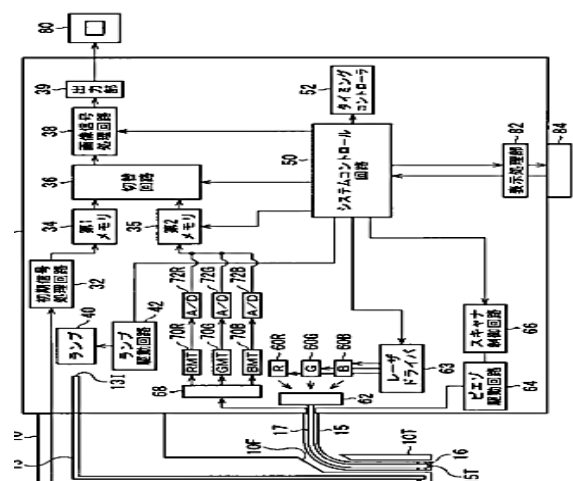 80
39
出力部
38
画像信号
処理回路
52
タイミング
コントローラ
36
切替
回路
50
システムコントロール
回路
82
表示処理部
84
34
第1
メモリ
35
第2
メモリ
初期信号
処理回路
32
40
ランプ
42
ランプ
駆動回路
72R
A/D
72G
A/D
72B
A/D
70R
RMT
70G
GMT
70B
BMT
68
60R
R
60G
G
60B
B
62
レーザ
ドライバ
63
スキャナ
制御回路
66
ピエゾ
駆動回路
64
13I
13
17
15
10F
10T
16
5T